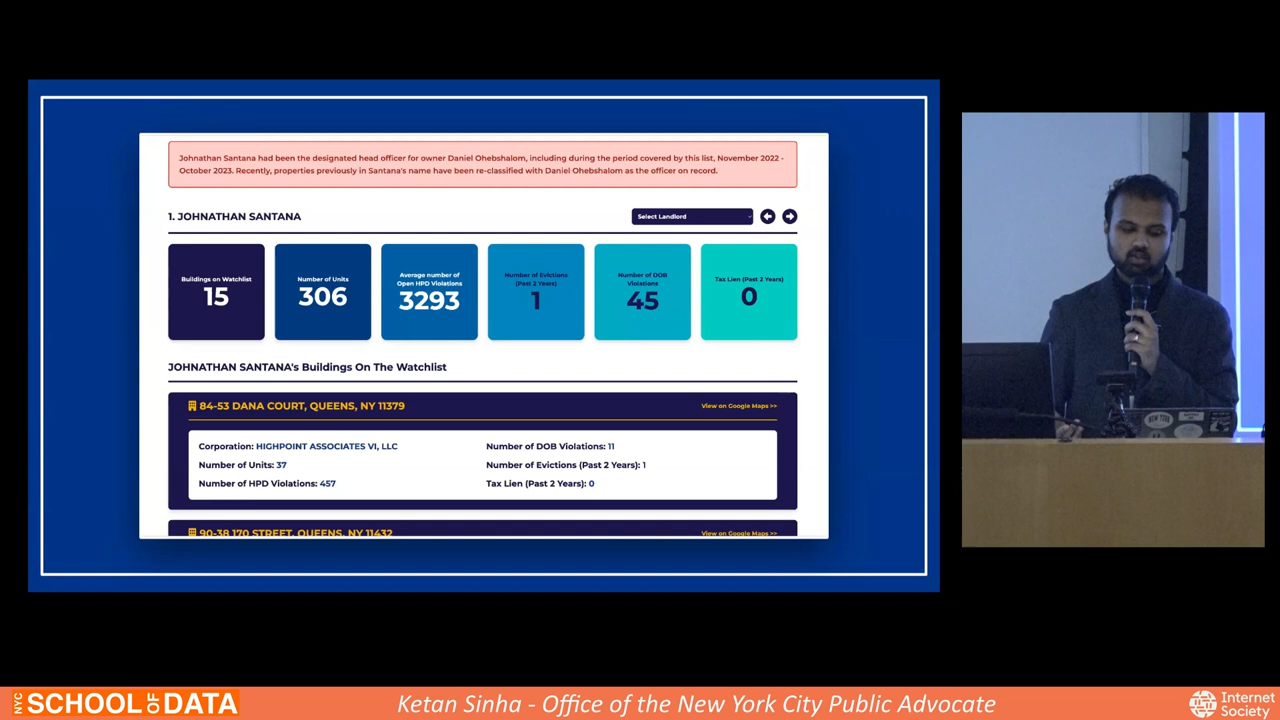 Johnathan Santana had been the designated head officer for owner Daniel Ohebshalom, including during the period covered by this list, November 2022 -
October 2023. Recently, properties previously in Santana's name have been re-classified with Daniel Ohebshalom as the officer on record.
1. JOHNATHAN SANTANA
Select Landlord
Buildings on Watchlist
15
Number of Units
306
Average number of
Open HPD Violations
3293
Number of Evictions
(Past 2 Years)
1
Number of DOB
Violations
45
Tax Lien (Past 2 Years)
0
JOHNATHAN SANTANA's Buildings On The Watchlist
84-53 DANA COURT, QUEENS, NY 11379
View on Google Maps >>
Corporation: HIGHPOINT ASSOCIATES VI, LLC
Number of Units: 37
Number of HPD Violations: 457
Number of DOB Violations: 11
Number of Evictions (Past 2 Years): 1
Tax Lien (Past 2 Years): 0
90-38 170 STREET, QUEENS, NY 11432
View on Google Maps >>
NEW YORK
NYC SCHOOL OF DATA
Ketan Sinha - Office of the New York City Public Advocate
Internet
Society